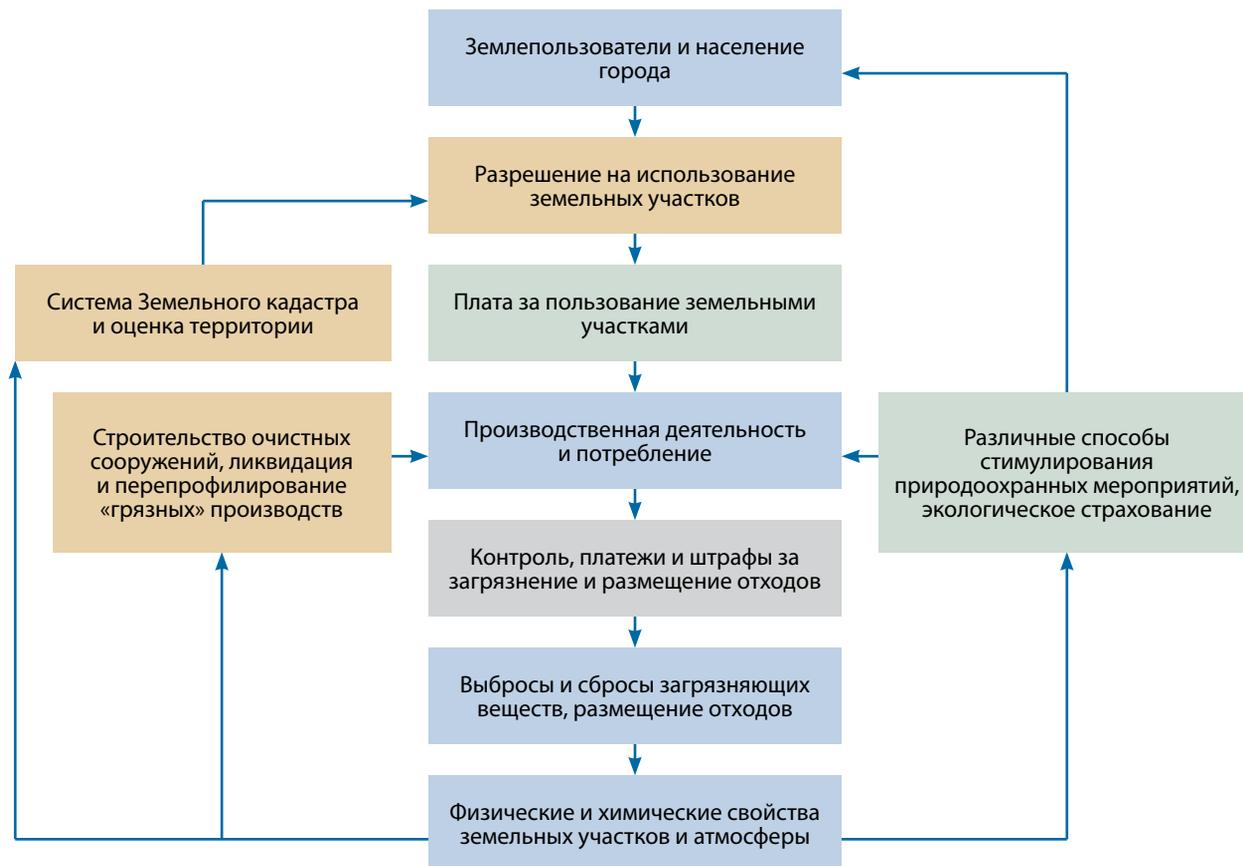 Землепользователи и население
города
Разрешение на использование
земельных участков
Система Земельного кадастра
и оценка территории
Плата за пользование земельными
участками
Строительство очистных
сооружений, ликвидация
и перепрофилирование
«грязных» производств
Производственная деятельность
и потребление
Различные способы
стимулирования
природоохранных мероприятий,
экологическое страхование
Контроль, платежи и штрафы за
загрязнение и размещение отходов
Выбросы и сбросы загрязняющих
веществ, размещение отходов
Физические и химические свойства
земельных участков и атмосферы